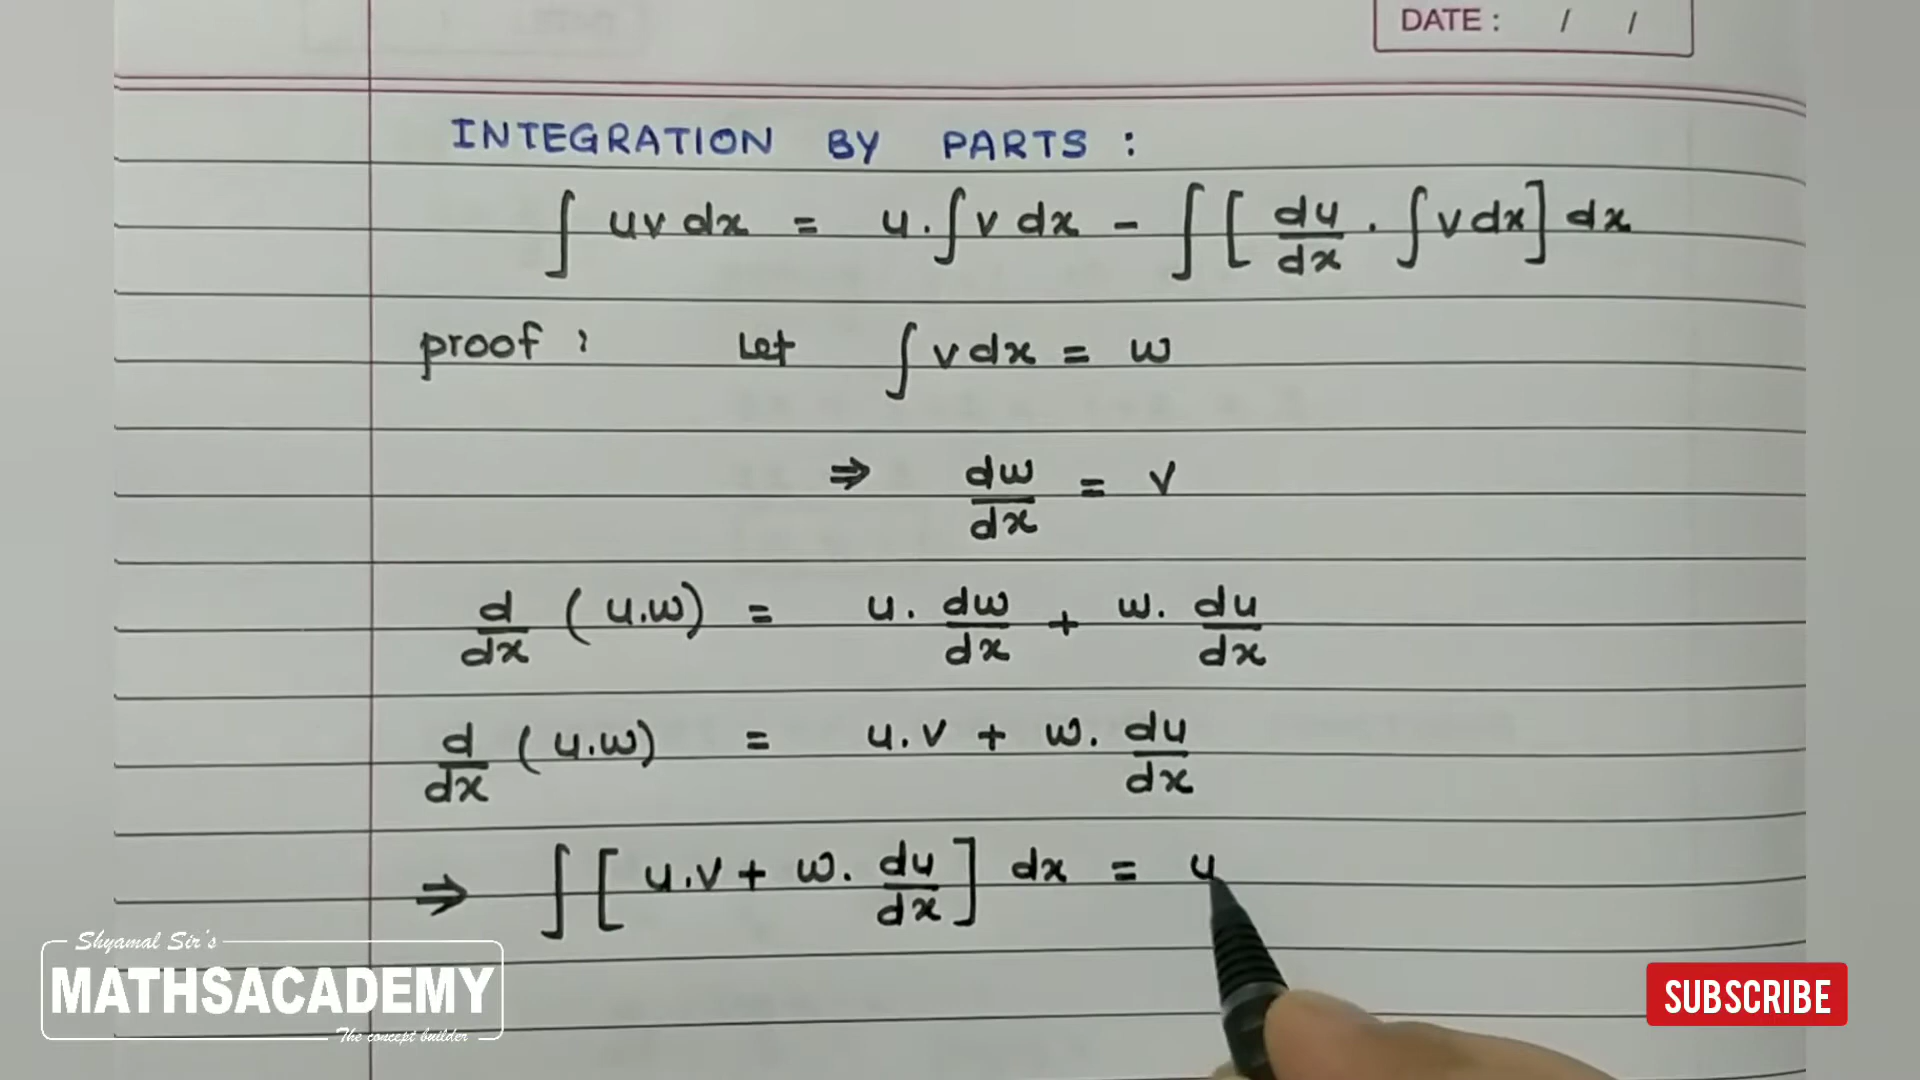 DATE : / /
INTEGRATION BY PARTS :
∫ uv dx = u . ∫ v dx - ∫ [ du/dx . ∫ v dx ] dx
proof : Let ∫ v dx = w
⇒ dw/dx = v
d/dx ( u.w ) = u . dw/dx + w . du/dx
d/dx ( u.w ) = u.v + w . du/dx
⇒ ∫ [ u.v + w . du/dx ] dx = u
Shyamal Sir's
MATHSACADEMY
The concept builder
SUBSCRIBE